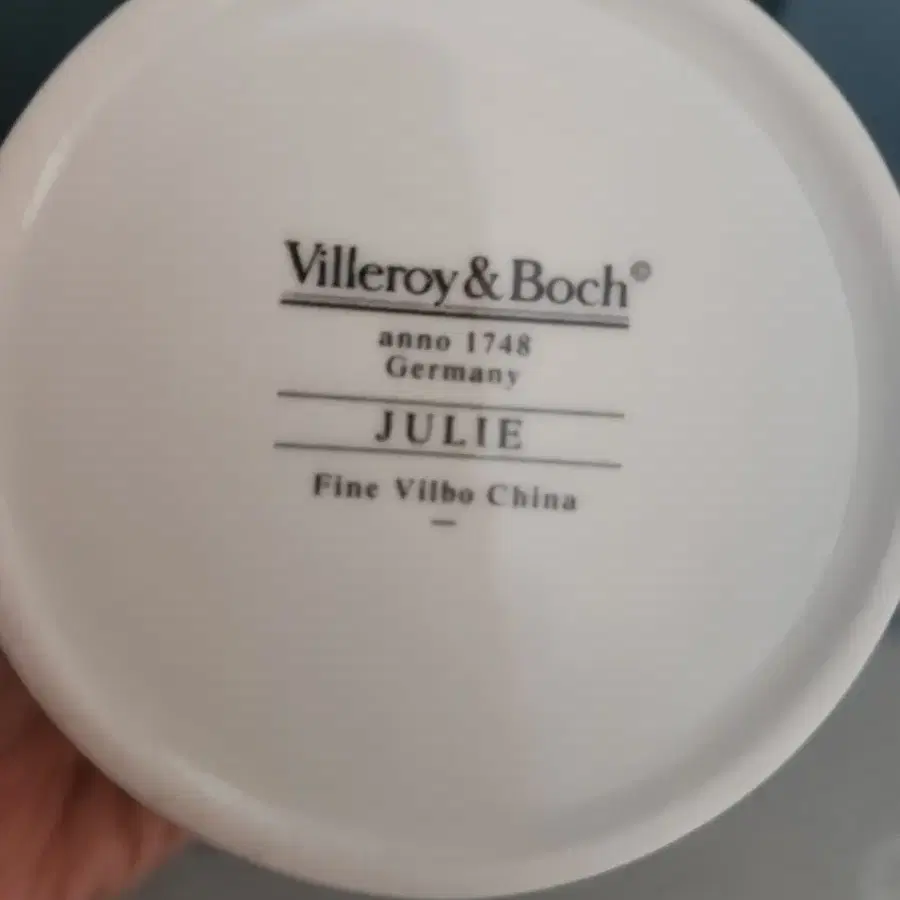 Villeroy & Boch©
anno 1748
Germany
JULIE
Fine Vilbo China